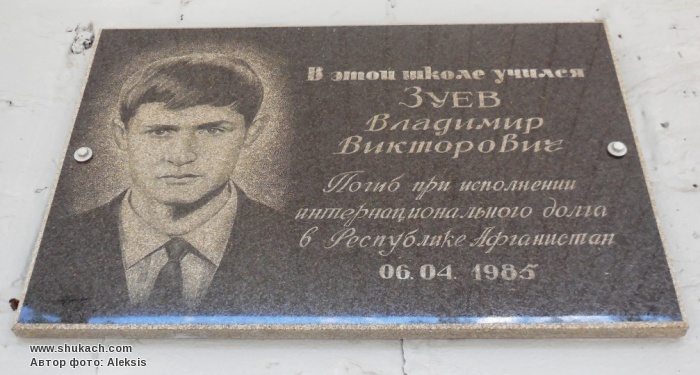 В этой школе учился
ЗУЕВ
Владимир
Викторович
Погиб при исполнении
интернационального долга
в Республике Афганистан
06.04.1985
www.shukach.com
Автор фото: Aleksis